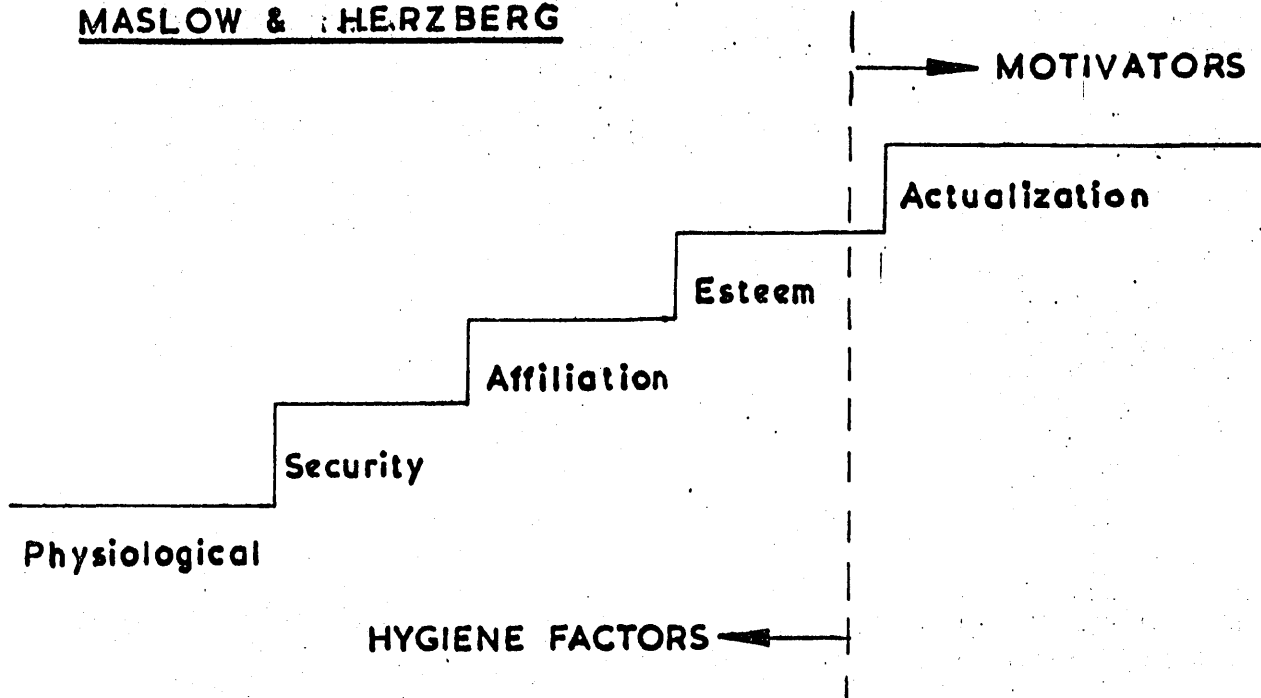 MASLOW & HERZBERG
MOTIVATORS
Actualization
Esteem
Affiliation
Security
Physiological
HYGIENE FACTORS